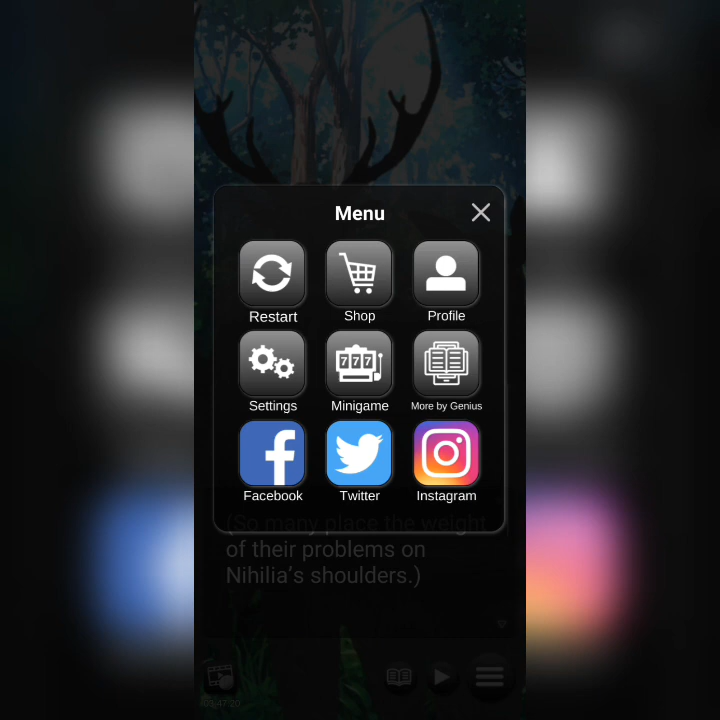 Menu
Restart
Shop
Profile
777
Settings
Minigame
More by Genius
Facebook
Twitter
Instagram
(So many place the weight
of their problems on
Nihilia's shoulders.)